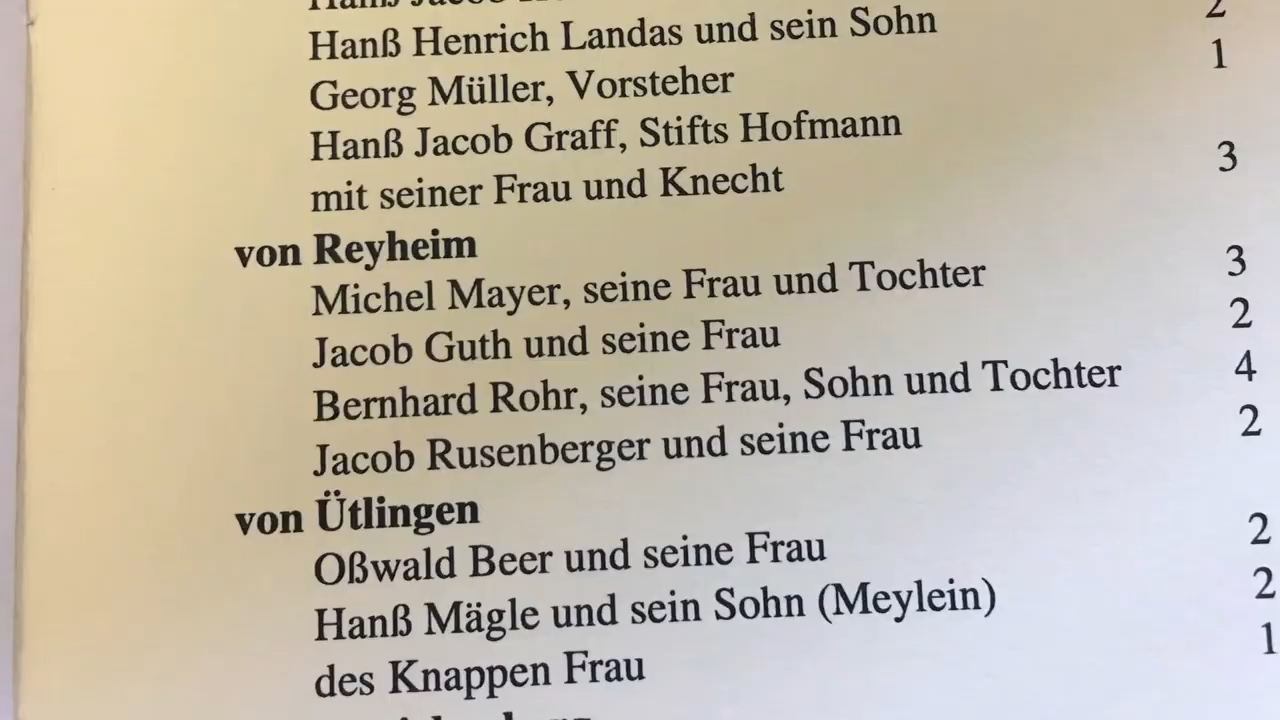 Hanß Henrich Landas und sein Sohn 2
Georg Müller, Vorsteher 1
Hanß Jacob Graff, Stifts Hofmann
mit seiner Frau und Knecht 3
von Reyheim
Michel Mayer, seine Frau und Tochter 3
Jacob Guth und seine Frau 2
Bernhard Rohr, seine Frau, Sohn und Tochter 4
Jacob Rusenberger und seine Frau 2
von Ütlingen
Oßwald Beer und seine Frau 2
Hanß Mägle und sein Sohn (Meylein) 2
des Knappen Frau 1